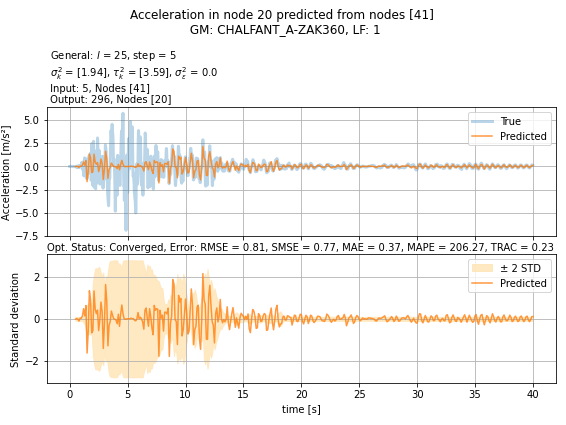 Acceleration in node 20 predicted from nodes [41]
GM: CHALFANT_A-ZAK360, LF: 1
General: l = 25, step = 5
σ²ₖ = [1.94], τ²ₖ = [3.59], σ²ε = 0.0
Input: 5, Nodes [41]
Output: 296, Nodes [20]
Acceleration [m/s²]
5.0
2.5
0.0
−2.5
−5.0
−7.5
True
Predicted
Opt. Status: Converged, Error: RMSE = 0.81, SMSE = 0.77, MAE = 0.37, MAPE = 206.27, TRAC = 0.23
Standard deviation
2
0
−2
± 2 STD
Predicted
0 5 10 15 20 25 30 35 40
time [s]